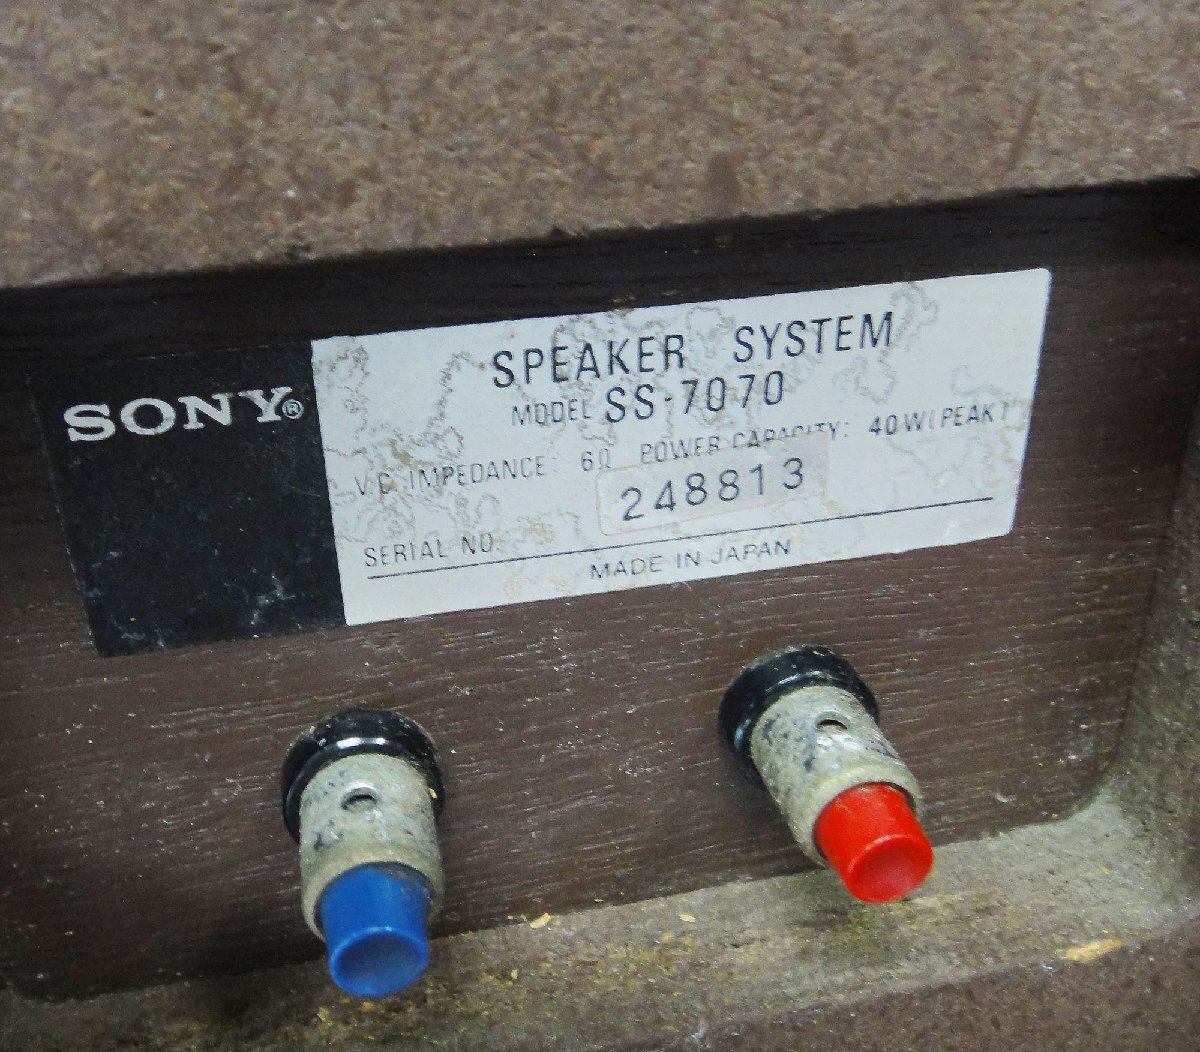 SONY®
SPEAKER SYSTEM
MODEL SS-7070
V.C. IMPEDANCE: 6Ω POWER CAPACITY: 40W(PEAK)
SERIAL NO. 248813
MADE IN JAPAN